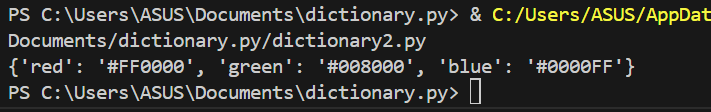 PS C:\Users\ASUS\Documents\dictionary.py> & C:/Users/ASUS/AppDat
Documents/dictionary.py/dictionary2.py
{'red': '#FF0000', 'green': '#008000', 'blue': '#0000FF'}
PS C:\Users\ASUS\Documents\dictionary.py>